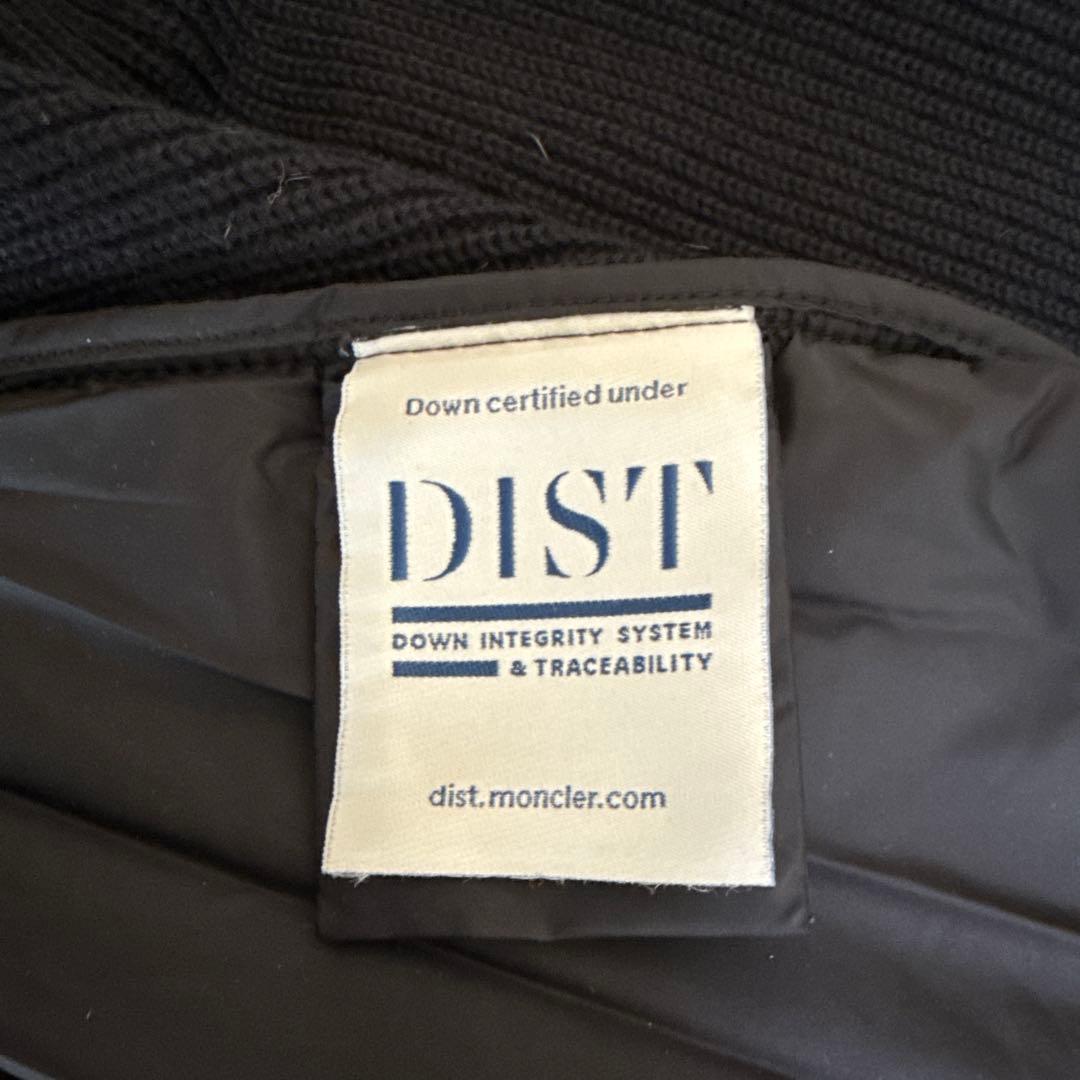 Down certified under
DIST
DOWN INTEGRITY SYSTEM
& TRACEABILITY
dist.moncler.com